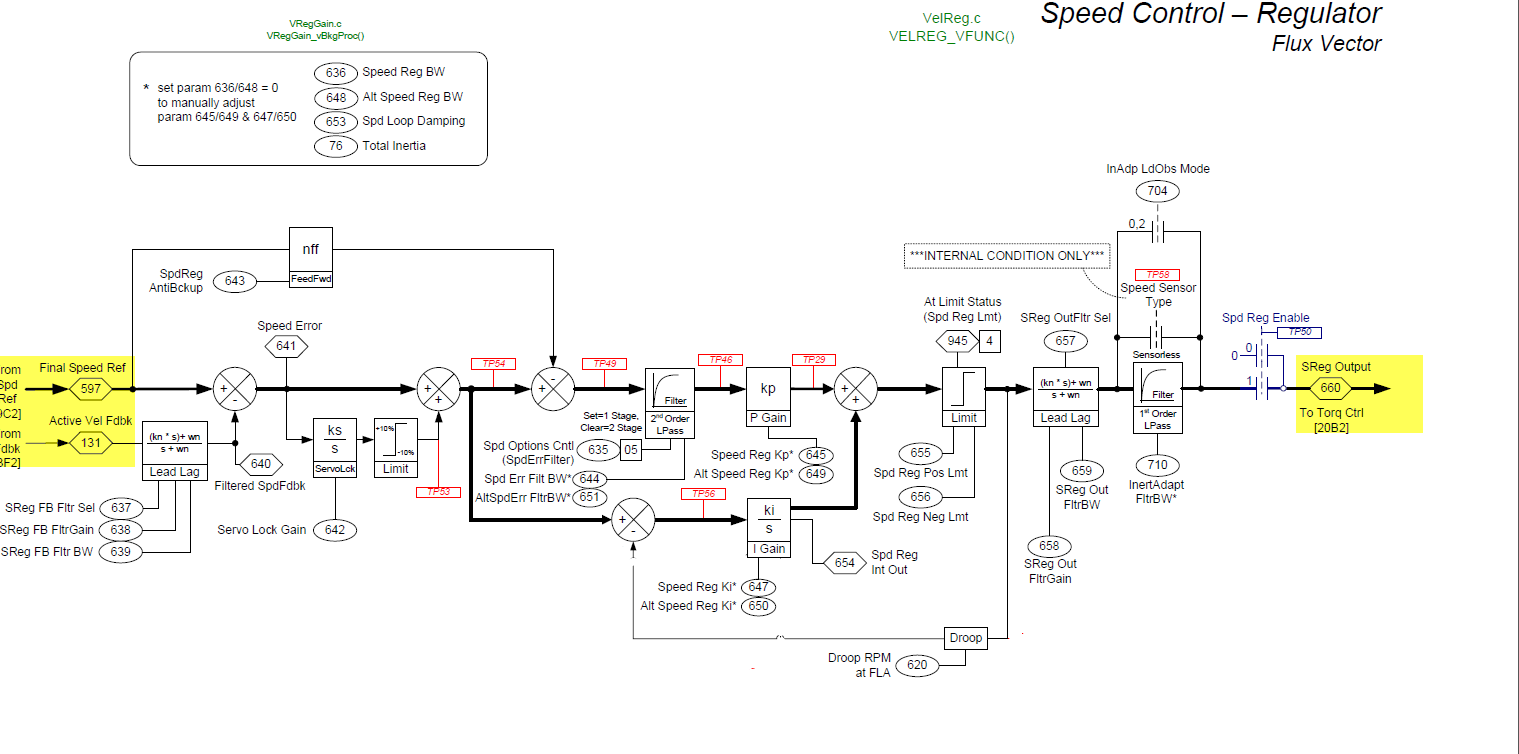 Speed Control – Regulator
Flux Vector
VRegGain.c
VRegGain_vBkgProc()
VelReg.c
VELREG_VFUNC()
* set param 636/648 = 0
to manually adjust
param 645/649 & 647/650
636 Speed Reg BW
648 Alt Speed Reg BW
653 Spd Loop Damping
76 Total Inertia
InAdp LdObs Mode
704
0,2
***INTERNAL CONDITION ONLY***
TP58
Speed Sensor
Type
Sensorless
nff
FeedFwd
SpdReg
AntiBckup
643
Speed Error
641
At Limit Status
(Spd Reg Lmt)
945 4
SReg OutFltr Sel
657
Spd Reg Enable
TP50
0
0
1
Final Speed Ref
597
rom
Spd
Ref
9C2]
Active Vel Fdbk
131
rom
dbk
BF2]
+
-
+
+
TP54
-
+
TP49
TP46
TP29
+
+
Filter
2nd Order
LPass
kp
P Gain
Limit
(kn * s)+ wn
s + wn
Lead Lag
Filter
1st Order
LPass
SReg Output
660
To Torq Ctrl
[20B2]
(kn * s)+ wn
s + wn
Lead Lag
640
Filtered SpdFdbk
ks
s
ServoLck
+10%
-10%
Limit
TP53
Set=1 Stage,
Clear=2 Stage
Spd Options Cntl
(SpdErrFilter)
635 05
Spd Err Filt BW* 644
AltSpdErr FltrBW* 651
Speed Reg Kp* 645
Alt Speed Reg Kp* 649
655
Spd Reg Pos Lmt
656
Spd Reg Neg Lmt
659
SReg Out
FltrBW
710
InertAdapt
FltrBW*
SReg FB Fltr Sel 637
SReg FB FltrGain 638
SReg FB Fltr BW 639
Servo Lock Gain 642
+
-
TP56
ki
s
I Gain
654
Spd Reg
Int Out
658
SReg Out
FltrGain
Speed Reg Ki* 647
Alt Speed Reg Ki* 650
Droop
Droop RPM
at FLA
620